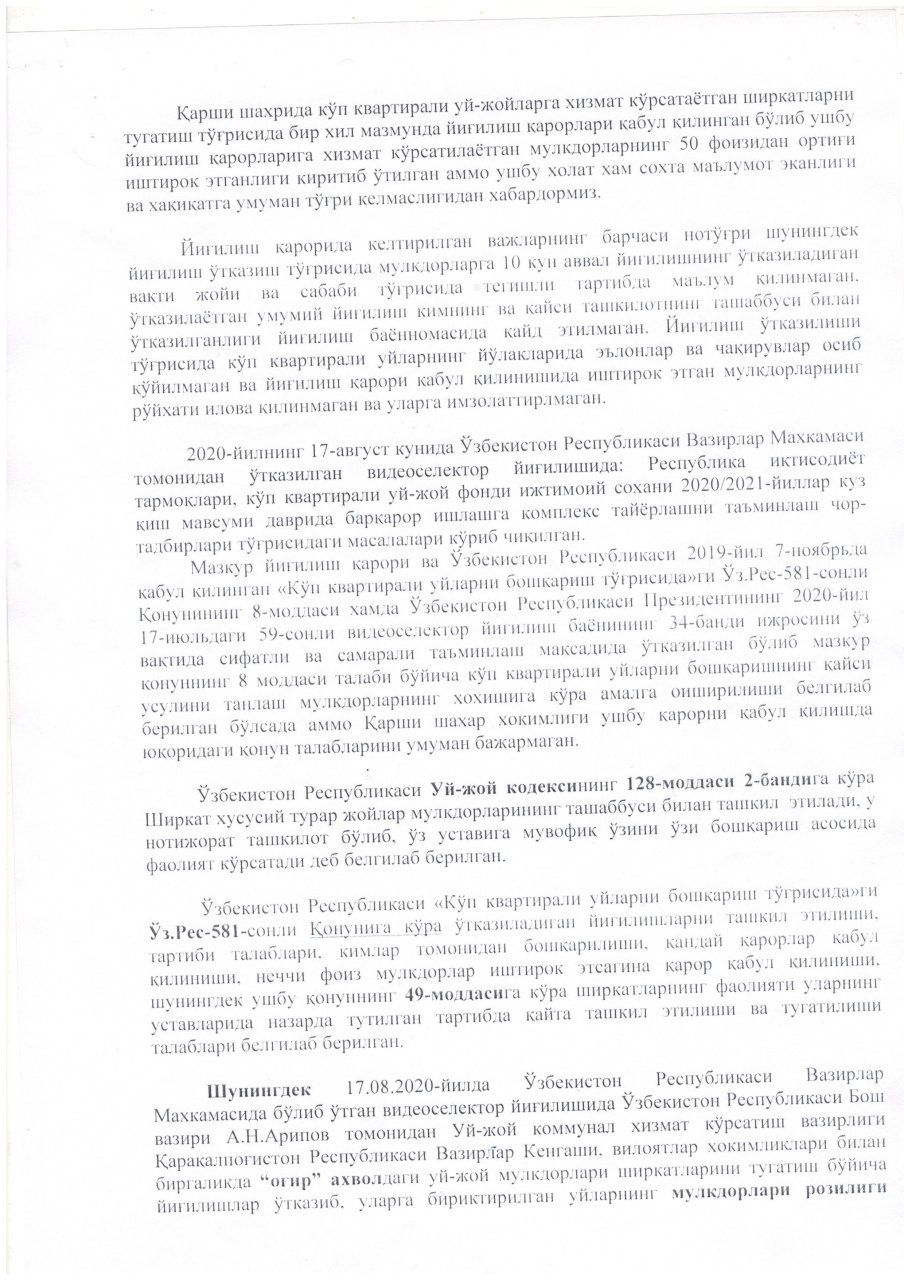 Қарши шаҳрида кўп квартирали уй-жойларга хизмат кўрсатаётган ширкатларни
тугатиш тўғрисида бир хил мазмунда йиғилиш қарорлари қабул қилинган бўлиб ушбу
йиғилиш қарорларига хизмат кўрсатилаётган мулкдорларнинг 50 фоизидан ортиғи
иштирок этганлиги киритиб ўтилган аммо ушбу холат хам сохта маълумот эканлиги
ва хақиқатга умуман тўғри келмаслигидан хабардормиз.
Йиғилиш қарорида келтирилган важларнинг барчаси нотўғри шунингдек
йиғилиш ўтказиш тўғрисида мулкдорларга 10 кун аввал йиғилишнинг ўтказиладиган
вақти жойи ва сабаби тўғрисида тегишли тартибда маълум қилинмаган,
ўтказилаётган умумий йиғилиш кимнинг ва қайси ташкилотнинг ташаббуси билан
ўтказилганлиги йиғилиш баённомасида қайд этилмаган. Йиғилиш ўтказилиши
тўғрисида кўп квартирали уйларнинг йўлакларида эълонлар ва чақирувлар осиб
қўйилмаган ва йиғилиш қарори қабул қилинишида иштирок этган мулкдорларнинг
рўйхати илова қилинмаган ва уларга имзолаттирлмаган.
2020-йилнинг 17-август кунида Ўзбекистон Республикаси Вазирлар Махкамаси
томонидан ўтказилган видеоселектор йиғилишида: Республика иқтисодиёт
тармоқлари, кўп квартирали уй-жой фонди ижтимоий сохани 2020/2021-йиллар куз
қиш мавсуми даврида барқарор ишлашга комплекс тайёрлашни таъминлаш чор-
тадбирлари тўғрисидаги масалалари кўриб чиқилган.
Мазкур йиғилиш қарори ва Ўзбекистон Республикаси 2019-йил 7-ноябрьда
қабул қилинган «Кўп квартирали уйларни бошқариш тўғрисида»ги Ўз.Рес-581-сонли
Қонунининг 8-моддаси хамда Ўзбекистон Республикаси Президентининг 2020-йил
17-июльдаги 59-сонли видеоселектор йиғилиш баёнининг 34-банди ижросини ўз
вақтида сифатли ва самарали таъминлаш мақсадида ўтказилган бўлиб мазкур
қонуннинг 8 моддаси талаби бўйича кўп квартирали уйларни бошқаришнинг қайси
усулини танлаш мулкдорларнинг хохишига кўра амалга оиширилиши белгилаб
берилган бўлсада аммо Қарши шахар хокимлиги ушбу қарорни қабул қилишда
юқоридаги қонун талабларини умуман бажармаган.
Ўзбекистон Республикаси Уй-жой кодексининг 128-моддаси 2-бандига кўра
Ширкат хусусий турар жойлар мулкдорларининг ташаббуси билан ташкил этилади, у
нотижорат ташкилот бўлиб, ўз уставига мувофиқ ўзини ўзи бошқариш асосида
фаолият кўрсатади деб белгилаб берилган.
Ўзбекистон Республикаси «Кўп квартирали уйларни бошқариш тўғрисида»ги
Ўз.Рес-581-сонли Қонунига кўра ўтказиладиган йиғилишларни ташкил этилиши,
тартиби талаблари, кимлар томонидан бошқарилиши, қандай қарорлар қабул
қилиниши, неччи фоиз мулкдорлар иштирок этсагина қарор қабул қилиниши,
шунингдек ушбу қонуннинг 49-моддасига кўра ширкатларнинг фаолияти уларнинг
уставларида назарда тутилган тартибда қайта ташкил этилиши ва тугатилиши
талаблари белгилаб берилган.
Шунингдек 17.08.2020-йилда Ўзбекистон Республикаси Вазирлар
Махкамасида бўлиб ўтган видеоселектор йиғилишида Ўзбекистон Республикаси Бош
вазири А.Н.Арипов томонидан Уй-жой коммунал хизмат кўрсатиш вазирлиги
Қарақалпоғистон Республикаси Вазирлар Кенгаши, вилоятлар хокимликлари билан
биргаликда “оғир” ахволдаги уй-жой мулкдорлари ширкатларини тугатиш бўйича
йиғилишлар ўтказиб, уларга бириктирилган уйларнинг мулкдорлари розилиги